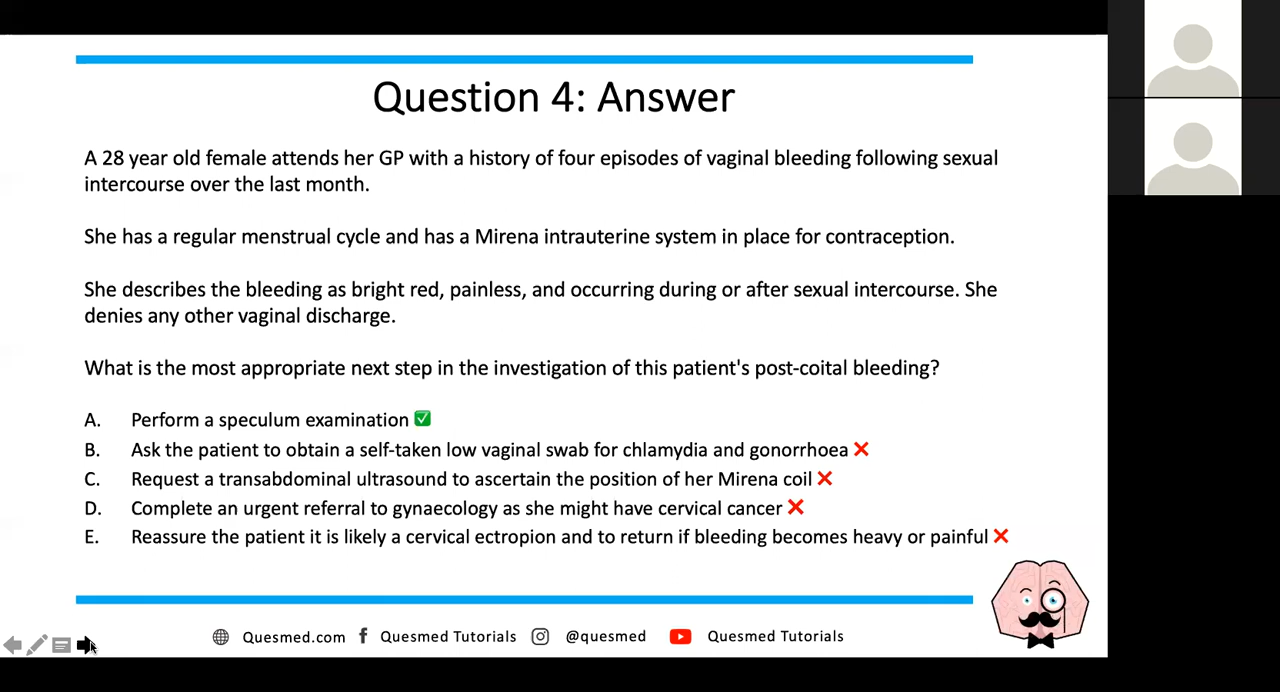 Question 4: Answer
A 28 year old female attends her GP with a history of four episodes of vaginal bleeding following sexual
intercourse over the last month.
She has a regular menstrual cycle and has a Mirena intrauterine system in place for contraception.
She describes the bleeding as bright red, painless, and occurring during or after sexual intercourse. She
denies any other vaginal discharge.
What is the most appropriate next step in the investigation of this patient's post-coital bleeding?
A. Perform a speculum examination ✅
B. Ask the patient to obtain a self-taken low vaginal swab for chlamydia and gonorrhoea ❌
C. Request a transabdominal ultrasound to ascertain the position of her Mirena coil ❌
D. Complete an urgent referral to gynaecology as she might have cervical cancer ❌
E. Reassure the patient it is likely a cervical ectropion and to return if bleeding becomes heavy or painful ❌
Quesmed.com Quesmed Tutorials @quesmed Quesmed Tutorials